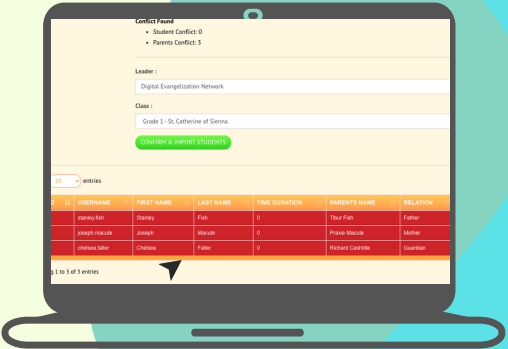 Conflict Found
Student Conflict: 0
Parents Conflict: 3
Leader :
Digital Evangelization Network
Class :
Grade 1 - St. Catherine of Sienna
CONFIRM & IMPORT STUDENTS
10 entries
USERNAME FIRST NAME LAST NAME TIME DURATION PARENTS NAME RELATION
stanley.fish Stanley Fish 0 Tibur Fish Father
joseph.macute Joseph Macute 0 Praxie Macute Mother
chelsea.faller Chelsea Faller 0 Richard Cashtille Guardian
g 1 to 3 of 3 entries